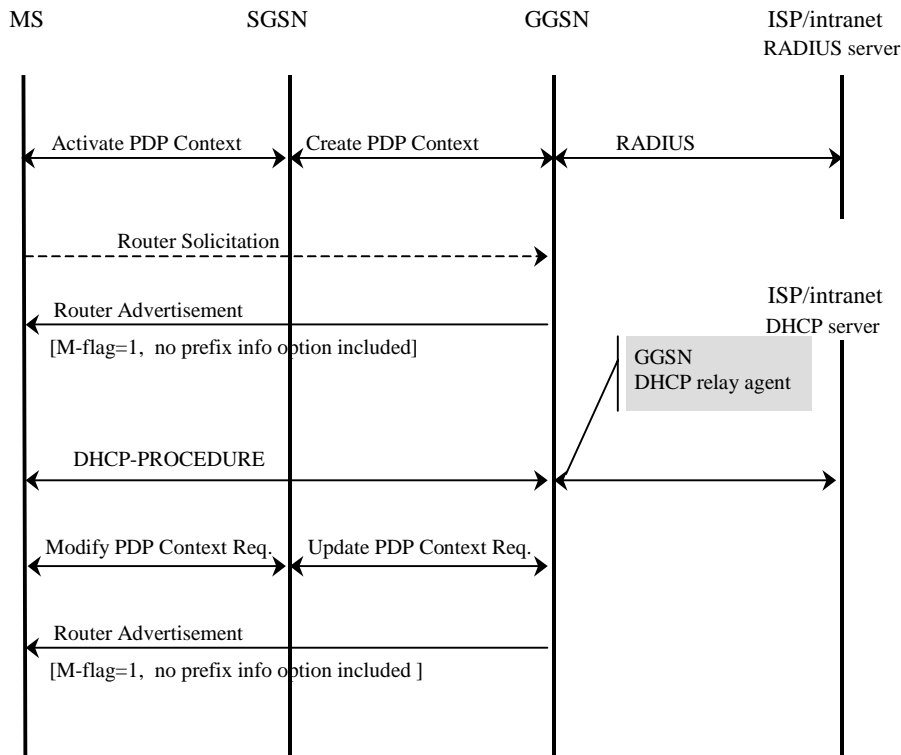 MS SGSN GGSN ISP/intranet
RADIUS server
Activate PDP Context Create PDP Context RADIUS
Router Solicitation
Router Advertisement
[M-flag=1, no prefix info option included]
ISP/intranet
DHCP server
GGSN
DHCP relay agent
DHCP-PROCEDURE
Modify PDP Context Req. Update PDP Context Req.
Router Advertisement
[M-flag=1, no prefix info option included ]